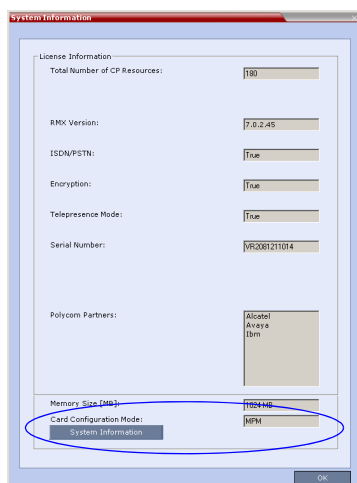 System Information
License Information
Total Number of CP Resources: 180
RMX Version: 7.0.2.45
ISDN/PSTN: True
Encryption: True
Telepresence Mode: True
Serial Number: VR2081211014
Polycom Partners: Alcatel
Avaya
Ibm
Memory Size [MB]: 1024 MB
Card Configuration Mode: MPM
System Information
OK